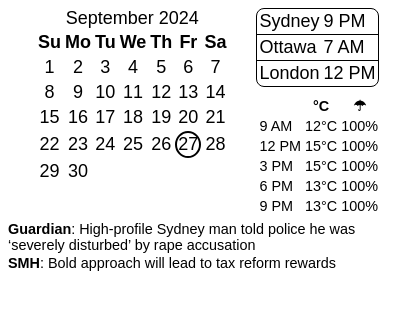 September 2024
Su Mo Tu We Th Fr Sa
1 2 3 4 5 6 7
8 9 10 11 12 13 14
15 16 17 18 19 20 21
22 23 24 25 26 27 28
29 30
Sydney 9 PM
Ottawa 7 AM
London 12 PM
°C ☂
9 AM 12°C 100%
12 PM 15°C 100%
3 PM 15°C 100%
6 PM 13°C 100%
9 PM 13°C 100%
Guardian: High-profile Sydney man told police he was
‘severely disturbed’ by rape accusation
SMH: Bold approach will lead to tax reform rewards